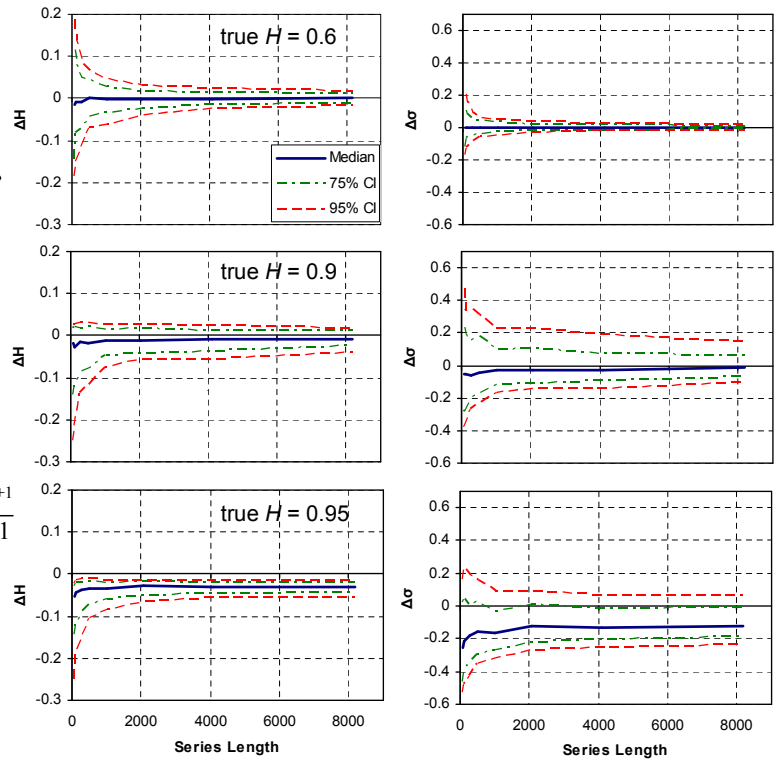 0.2
0.1
0
-0.1
-0.2
-0.3
ΔH
true H = 0.6
Median
75% CI
95% CI
0.6
0.4
0.2
0.0
-0.2
-0.4
-0.6
Δσ
,
0.2
0.1
0
-0.1
-0.2
-0.3
ΔH
true H = 0.9
0.6
0.4
0.2
0
-0.2
-0.4
-0.6
Δσ
+1
1
0.2
0.1
0
-0.1
-0.2
-0.3
ΔH
true H = 0.95
0 2000 4000 6000 8000
Series Length
0.6
0.4
0.2
0
-0.2
-0.4
-0.6
Δσ
0 2000 4000 6000 8000
Series Length